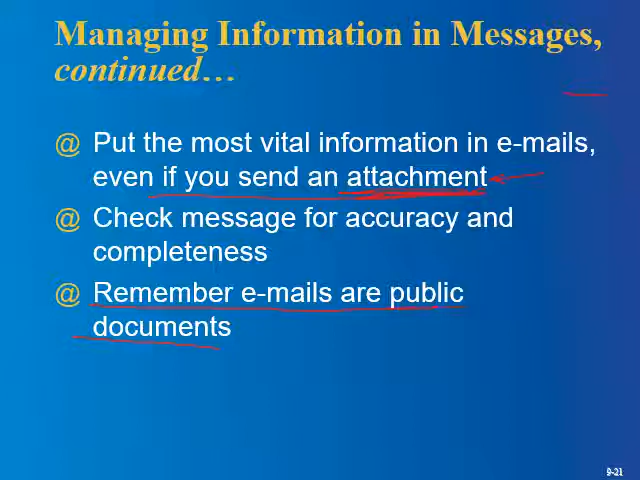 Managing Information in Messages,
continued…
@ Put the most vital information in e-mails,
even if you send an attachment
@ Check message for accuracy and
completeness
@ Remember e-mails are public
documents
9-21